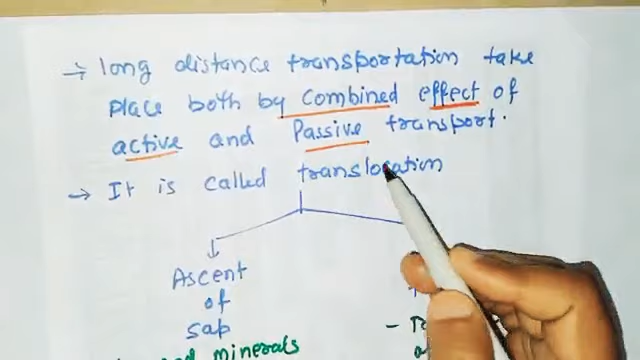 → long distance transportation take
place both by combined effect of
active and Passive transport.
→ It is called translocation
Ascent
of
sap
minerals